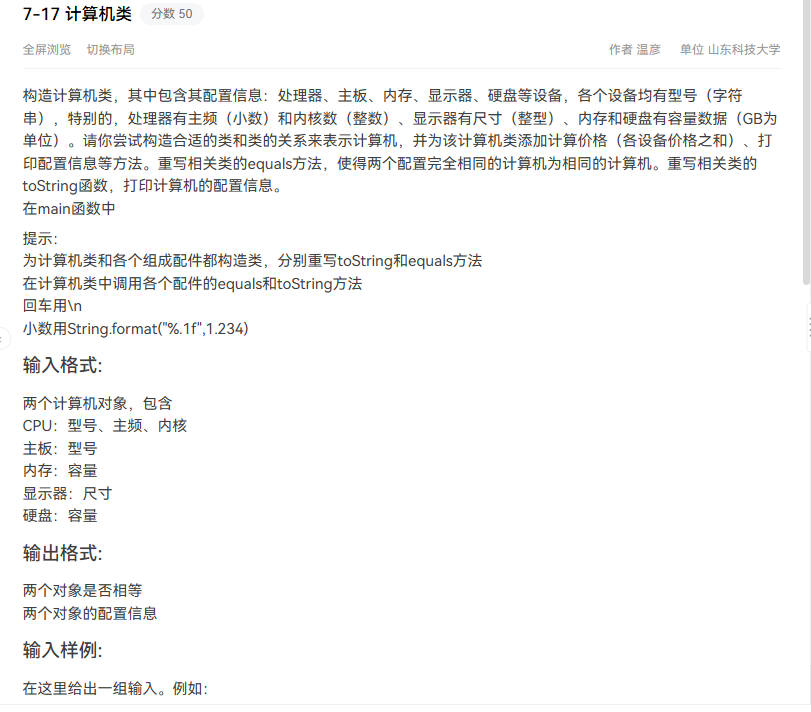 7-17 计算机类 分数 50
全屏浏览 切换布局 作者 温彦 单位 山东科技大学
构造计算机类，其中包含其配置信息：处理器、主板、内存、显示器、硬盘等设备，各个设备均有型号（字符
串），特别的，处理器有主频（小数）和内核数（整数）、显示器有尺寸（整型）、内存和硬盘有容量数据（GB为
单位）。请你尝试构造合适的类和类的关系来表示计算机，并为该计算机类添加计算价格（各设备价格之和）、打
印配置信息等方法。重写相关类的equals方法，使得两个配置完全相同的计算机为相同的计算机。重写相关类的
toString函数，打印计算机的配置信息。
在main函数中
提示：
为计算机类和各个组成配件都构造类，分别重写toString和equals方法
在计算机类中调用各个配件的equals和toString方法
回车用\n
小数用String.format("%.1f",1.234)
输入格式:
两个计算机对象，包含
CPU：型号、主频、内核
主板：型号
内存：容量
显示器：尺寸
硬盘：容量
输出格式:
两个对象是否相等
两个对象的配置信息
输入样例:
在这里给出一组输入。例如：